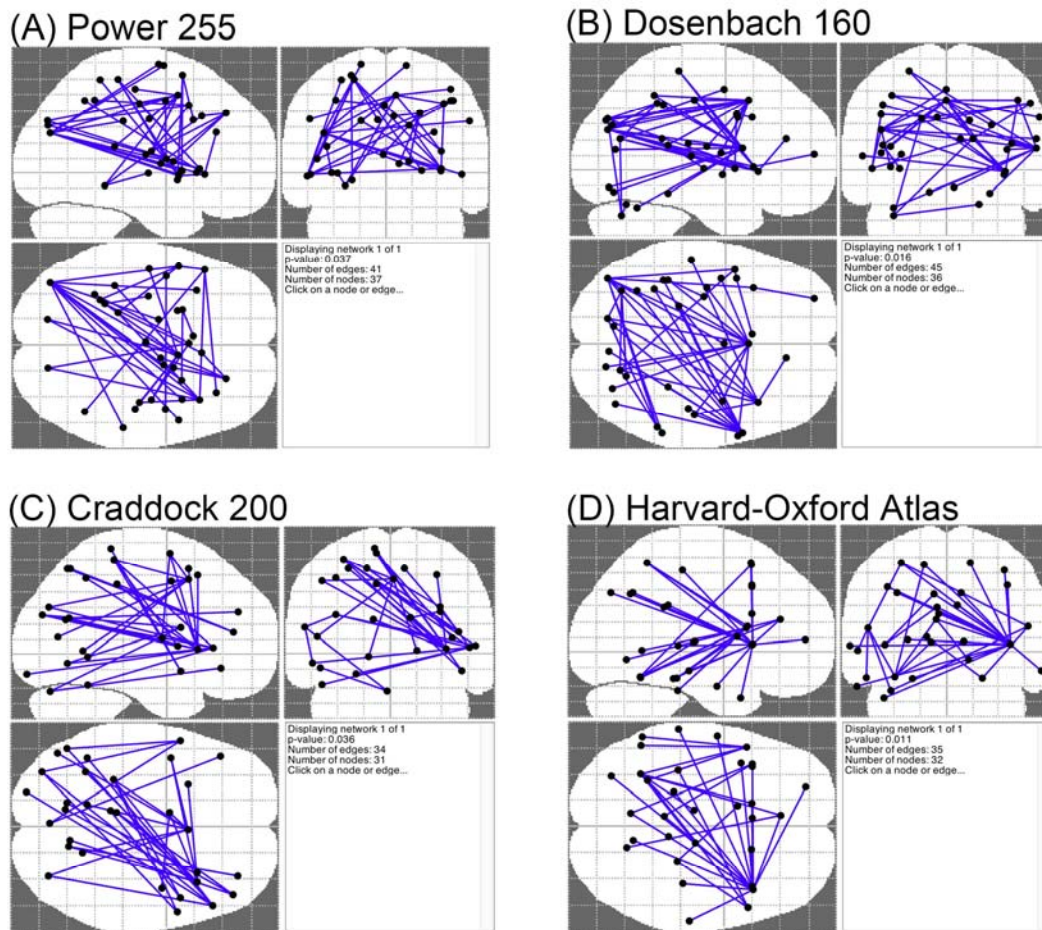 (A) Power 255
Displaying network 1 of 1
p-value: 0.037
Number of edges: 41
Number of nodes: 37
Click on a node or edge...
(B) Dosenbach 160
Displaying network 1 of 1
p-value: 0.016
Number of edges: 45
Number of nodes: 36
Click on a node or edge...
(C) Craddock 200
Displaying network 1 of 1
p-value: 0.036
Number of edges: 34
Number of nodes: 31
Click on a node or edge...
(D) Harvard-Oxford Atlas
Displaying network 1 of 1
p-value: 0.011
Number of edges: 35
Number of nodes: 32
Click on a node or edge...